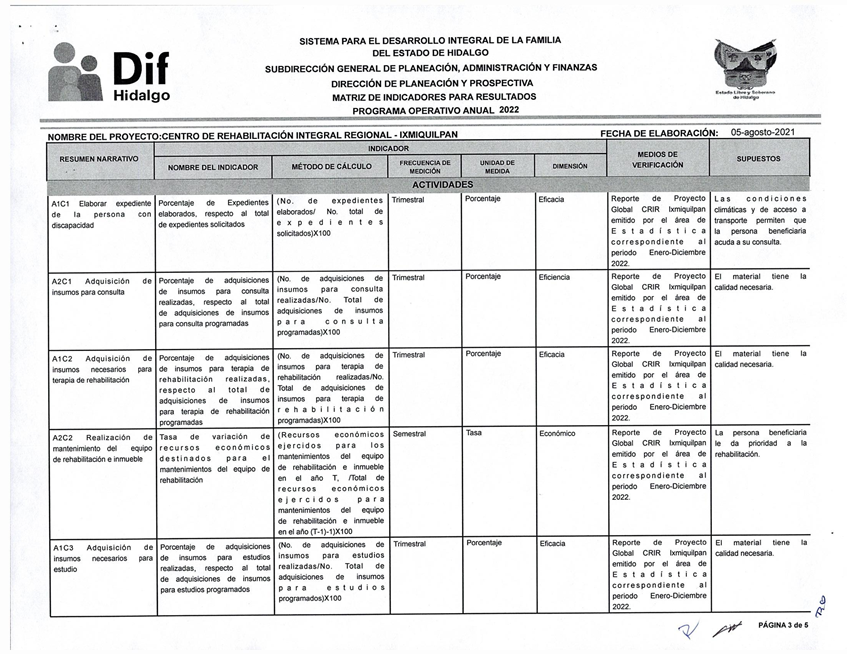 SISTEMA PARA EL DESARROLLO INTEGRAL DE LA FAMILIA
DEL ESTADO DE HIDALGO
SUBDIRECCIÓN GENERAL DE PLANEACIÓN, ADMINISTRACIÓN Y FINANZAS
DIRECCIÓN DE PLANEACIÓN Y PROSPECTIVA
MATRIZ DE INDICADORES PARA RESULTADOS
PROGRAMA OPERATIVO ANUAL 2022
Dif
Hidalgo
Estado Libre y Soberano
de Hidalgo
NOMBRE DEL PROYECTO:CENTRO DE REHABILITACIÓN INTEGRAL REGIONAL - IXMIQUILPAN
FECHA DE ELABORACIÓN: 05-agosto-2021
RESUMEN NARRATIVO
INDICADOR
NOMBRE DEL INDICADOR
MÉTODO DE CÁLCULO
FRECUENCIA DE
MEDICIÓN
UNIDAD DE
MEDIDA
DIMENSIÓN
MEDIOS DE
VERIFICACIÓN
SUPUESTOS
ACTIVIDADES
A1C1 Elaborar expediente
de la persona con
discapacidad
Porcentaje de Expedientes
elaborados, respecto al total
de expedientes solicitados
(No. de expedientes
elaborados/ No. total de
expedientes
solicitados)X100
Trimestral
Porcentaje
Eficacia
Reporte de Proyecto
Global CRIR Ixmiquilpan
emitido por el área de
Estadística
correspondiente al
periodo Enero-Diciembre
2022.
Las condiciones
climáticas y de acceso a
transporte permiten que
la persona beneficiaria
acuda a su consulta.
A2C1 Adquisición de
insumos para consulta
Porcentaje de adquisiciones
de insumos para consulta
realizadas, respecto al total
de adquisiciones de insumos
para consulta programadas
(No. de adquisiciones de
insumos para consulta
realizadas/No. Total de
adquisiciones de insumos
para consulta
programadas)X100
Trimestral
Porcentaje
Eficiencia
Reporte de Proyecto
Global CRIR Ixmiquilpan
emitido por el área de
Estadística
correspondiente al
periodo Enero-Diciembre
2022.
El material tiene la
calidad necesaria.
A1C2 Adquisición de
insumos necesarios para
terapia de rehabilitación
Porcentaje de adquisiciones
de insumos para terapia de
rehabilitación realizadas,
respecto al total de
adquisiciones de insumos
para terapia de rehabilitación
programadas
(No. de adquisiciones de
insumos para terapia de
rehabilitación realizadas/No.
Total de adquisiciones de
insumos para terapia de
rehabilitación
programadas)X100
Trimestral
Porcentaje
Eficacia
Reporte de Proyecto
Global CRIR Ixmiquilpan
emitido por el área de
Estadística
correspondiente al
periodo Enero-Diciembre
2022.
El material tiene la
calidad necesaria.
A2C2 Realización de
mantenimiento del equipo
de rehabilitación e inmueble
Tasa de variación de
recursos económicos
destinados para el
mantenimientos del equipo de
rehabilitación
(Recursos económicos
ejercidos para los
mantenimientos del equipo
de rehabilitación e inmueble
en el año T, /Total de
recursos económicos
ejercidos para
mantenimientos del equipo
de rehabilitación e inmueble
en el año (T-1)-1)X100
Semestral
Tasa
Económico
Reporte de Proyecto
Global CRIR Ixmiquilpan
emitido por el área de
Estadística
correspondiente al
periodo Enero-Diciembre
2022.
La persona beneficiaria
le da prioridad a la
rehabilitación.
A1C3 Adquisición de
insumos necesarios para
estudio
Porcentaje de adquisiciones
de insumos para estudios
realizadas, respecto al total
de adquisiciones de insumos
para estudios programados
(No. de adquisiciones de
insumos para estudios
realizadas/No. Total de
adquisiciones de insumos
para estudios
programados)X100
Trimestral
Porcentaje
Eficacia
Reporte de Proyecto
Global CRIR Ixmiquilpan
emitido por el área de
Estadística
correspondiente al
periodo Enero-Diciembre
2022.
El material tiene la
calidad necesaria.
PÁGINA 3 de 5